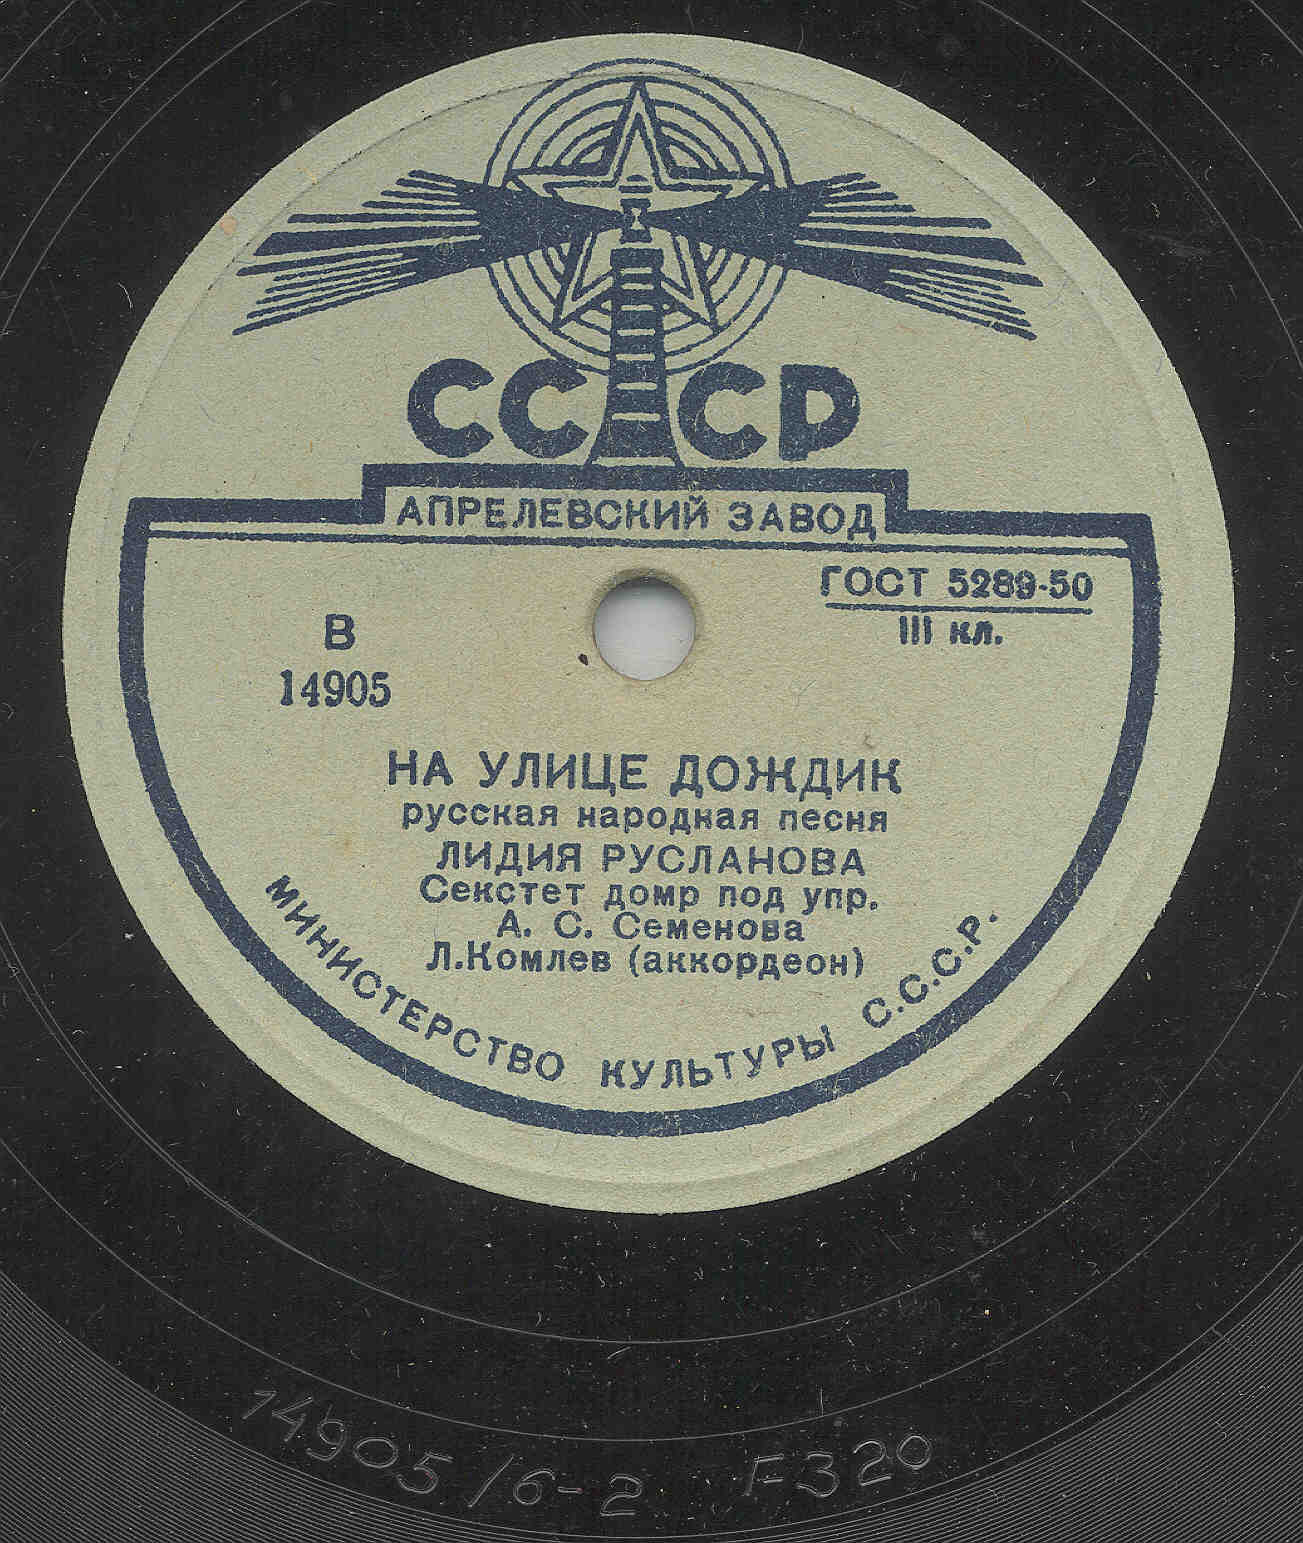 СССР
АПРЕЛЕВСКИЙ ЗАВОД
ГОСТ 5289-50
III кл.
В
14905
НА УЛИЦЕ ДОЖДИК
русская народная песня
ЛИДИЯ РУСЛАНОВА
Секстет домр под упр.
А. С. Семенова
Л.Комлев (аккордеон)
МИНИСТЕРСТВО КУЛЬТУРЫ С.С.С.Р.
14905/6-2 F320